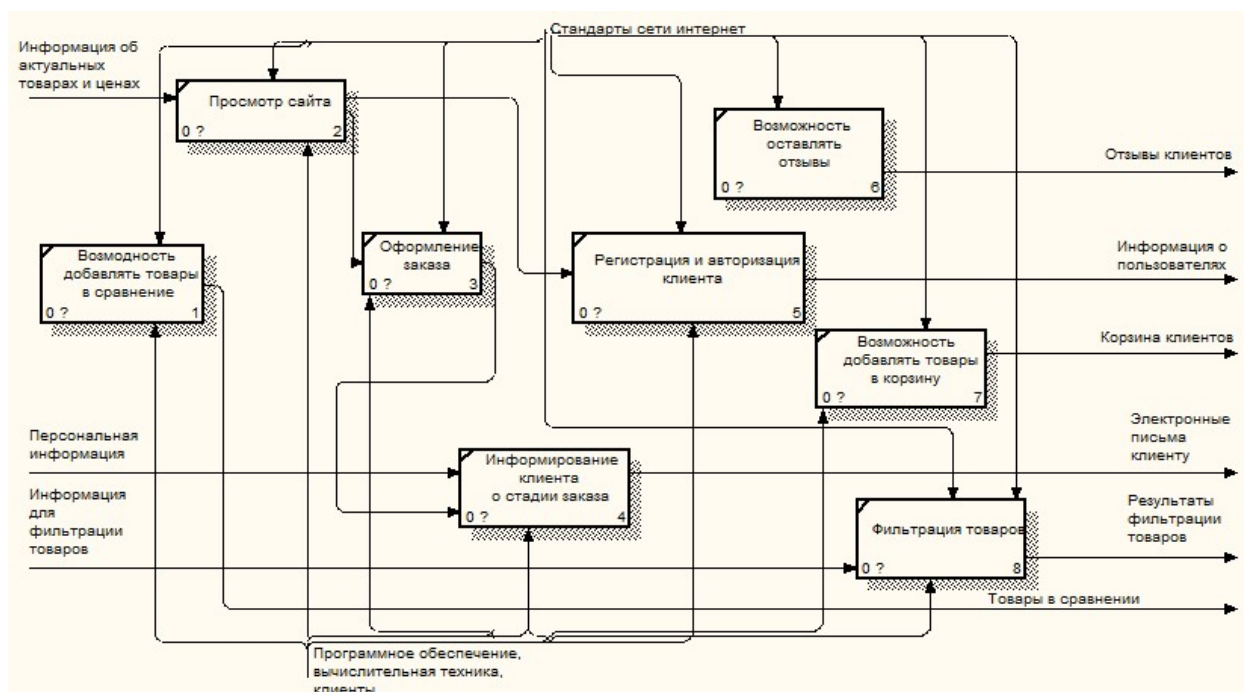 Стандарты сети интернет
Информация об
актуальных
товарах и ценах
Просмотр сайта
0 ? 2
Возможность
оставлять
отзывы
0 ? 6
Отзывы клиентов
Возмодность
добавлять товары
в сравнение
0 ? 1
Оформление
заказа
0 ? 3
Регистрация и авторизация
клиента
0 ? 5
Информация о
пользователях
Возможность
добавлять товары
в корзину
0 ? 7
Корзина клиентов
Персональная
информация
Информирование
клиента
о стадии заказа
0 ? 4
Электронные
письма
клиенту
Информация
для
фильтрации
товаров
Фильтрация товаров
0 ? 8
Результаты
фильтрации
товаров
Товары в сравнении
Программное обеспечение,
вычислительная техника,
клиенты